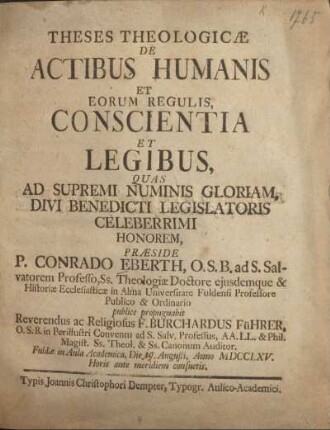 1765
THESES THEOLOGICÆ
DE
ACTIBUS HUMANIS
ET
EORUM REGULIS,
CONSCIENTIA
ET
LEGIBUS,
QUAS
AD SUPREMI NUMINIS GLORIAM,
DIVI BENEDICTI LEGISLATORIS
CELEBERRIMI
HONOREM,
PRÆSIDE
P. CONRADO EBERTH, O.S.B. ad S. Sal-
vatorem Professo, Ss. Theologiæ Doctore ejusdemque &
Historiæ Ecclesiasticæ in Alma Universitate Fuldensi Professore
Publico & Ordinario
publice propugnabit
Reverendus ac Religiosus F. BURCHARDUS FüHRER,
O.S.B. in Perillustri Conventu ad S. Salv. Professus, AA. LL. & Phil.
Magist. Ss. Theol. & Ss. Canonum Auditor.
Fuldæ in Aula Academica, Die Augusti, Anno MDCCLXV.
Horis ante meridiem consuetis.
Typis Joannis Christophori Dempter, Typogr. Aulico-Academici.